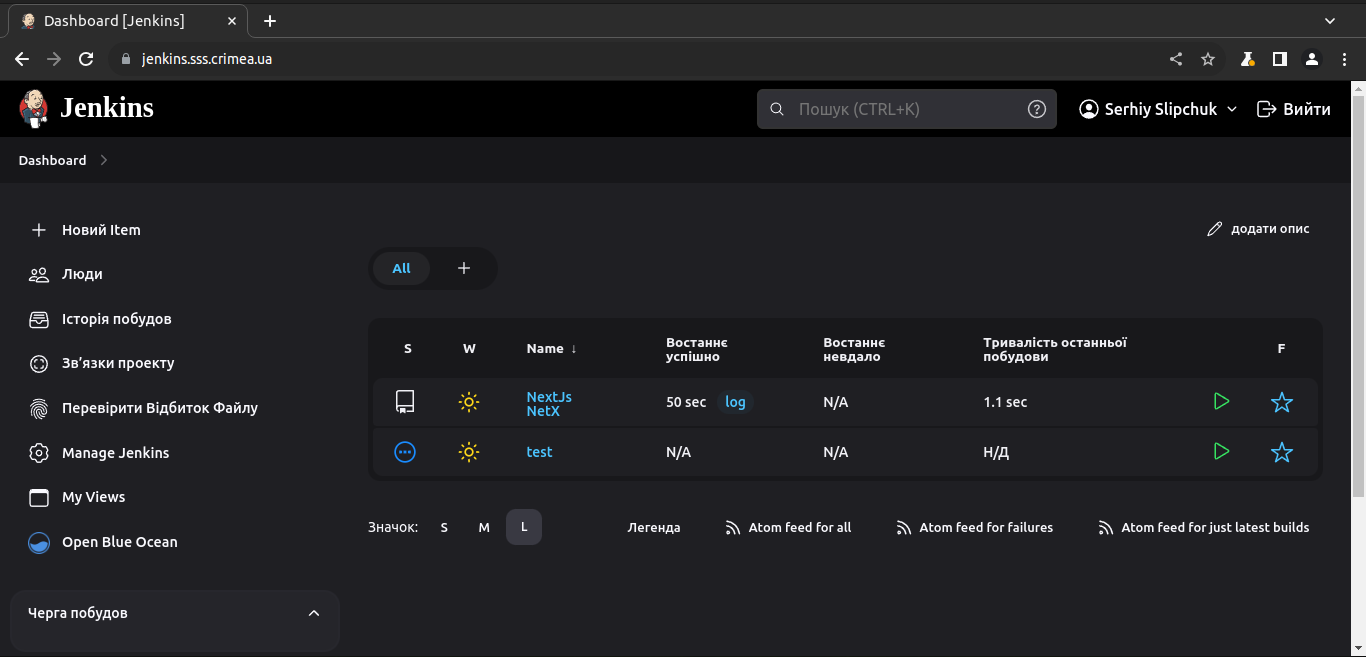 Dashboard [Jenkins]
jenkins.sss.crimea.ua
Jenkins
Пошук (CTRL+K)
Serhiy Slipchuk
Вийти
Dashboard
Новий Item
Люди
Історія побудов
Зв’язки проекту
Перевірити Відбиток Файлу
Manage Jenkins
My Views
Open Blue Ocean
Черга побудов
додати опис
All
S W Name ↓ Востаннє успішно Востаннє невдало Тривалість останньої побудови F
NextJs NetX 50 sec log N/A 1.1 sec
test N/A N/A Н/Д
Значок: S M L Легенда Atom feed for all Atom feed for failures Atom feed for just latest builds